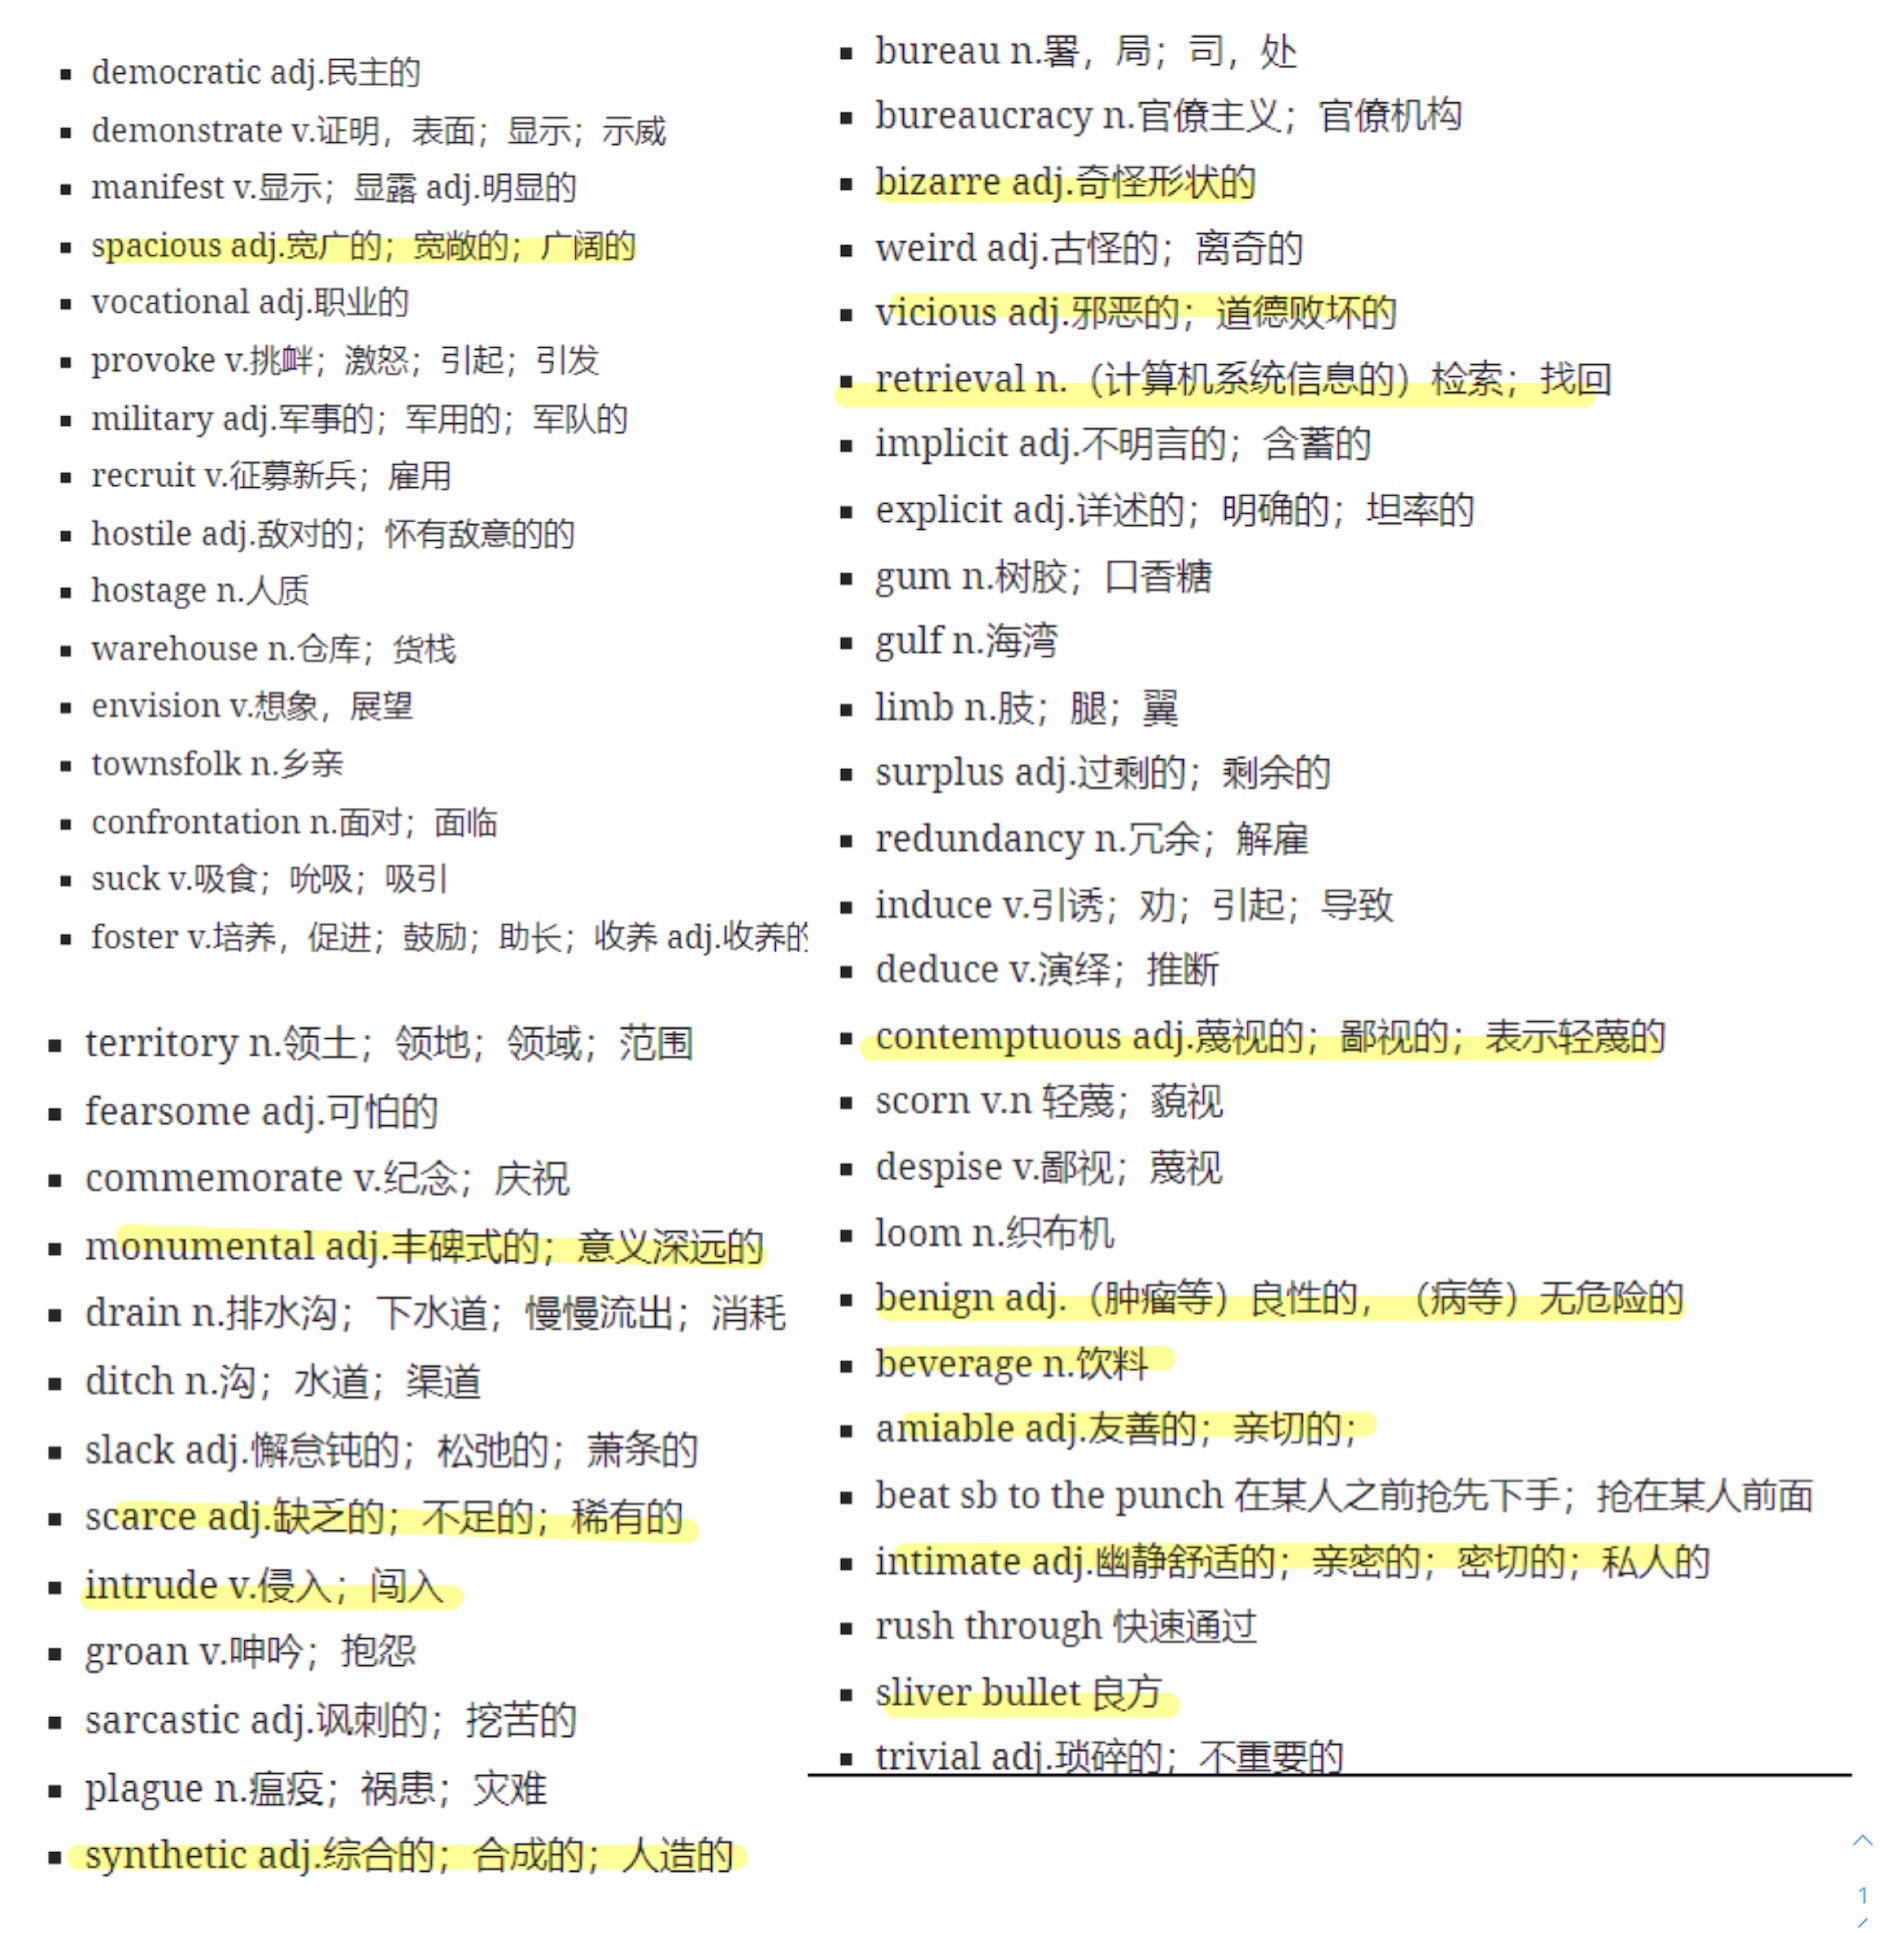 democratic adj.民主的
demonstrate v.证明，表面；显示；示威
manifest v.显示；显露 adj.明显的
spacious adj.宽广的；宽敞的；广阔的
vocational adj.职业的
provoke v.挑衅；激怒；引起；引发
military adj.军事的；军用的；军队的
recruit v.征募新兵；雇用
hostile adj.敌对的；怀有敌意的的
hostage n.人质
warehouse n.仓库；货栈
envision v.想象，展望
townsfolk n.乡亲
confrontation n.面对；面临
suck v.吸食；吮吸；吸引
foster v.培养，促进；鼓励；助长；收养 adj.收养的
territory n.领土；领地；领域；范围
fearsome adj.可怕的
commemorate v.纪念；庆祝
monumental adj.丰碑式的；意义深远的
drain n.排水沟；下水道；慢慢流出；消耗
ditch n.沟；水道；渠道
slack adj.懈怠钝的；松弛的；萧条的
scarce adj.缺乏的；不足的；稀有的
intrude v.侵入；闯入
groan v.呻吟；抱怨
sarcastic adj.讽刺的；挖苦的
plague n.瘟疫；祸患；灾难
synthetic adj.综合的；合成的；人造的
bureau n.署，局；司，处
bureaucracy n.官僚主义；官僚机构
bizarre adj.奇怪形状的
weird adj.古怪的；离奇的
vicious adj.邪恶的；道德败坏的
retrieval n.（计算机系统信息的）检索；找回
implicit adj.不明言的；含蓄的
explicit adj.详述的；明确的；坦率的
gum n.树胶；口香糖
gulf n.海湾
limb n.肢；腿；翼
surplus adj.过剩的；剩余的
redundancy n.冗余；解雇
induce v.引诱；劝；引起；导致
deduce v.演绎；推断
contemptuous adj.蔑视的；鄙视的；表示轻蔑的
scorn v.n 轻蔑；藐视
despise v.鄙视；蔑视
loom n.织布机
benign adj.（肿瘤等）良性的，（病等）无危险的
beverage n.饮料
amiable adj.友善的；亲切的；
beat sb to the punch 在某人之前抢先下手；抢在某人前面
intimate adj.幽静舒适的；亲密的；密切的；私人的
rush through 快速通过
sliver bullet 良方
trivial adj.琐碎的；不重要的
1